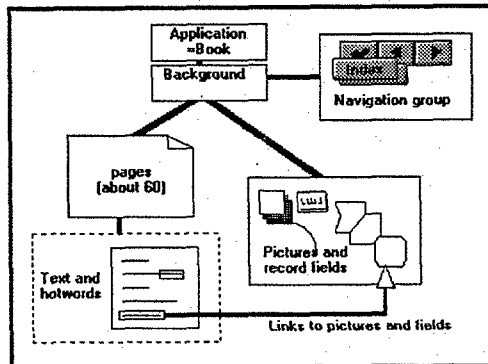 Application
=Book
Background
Index
Navigation group
pages
(about 60)
Pictures and
record fields
Text and
hotwords
Links to pictures and fields